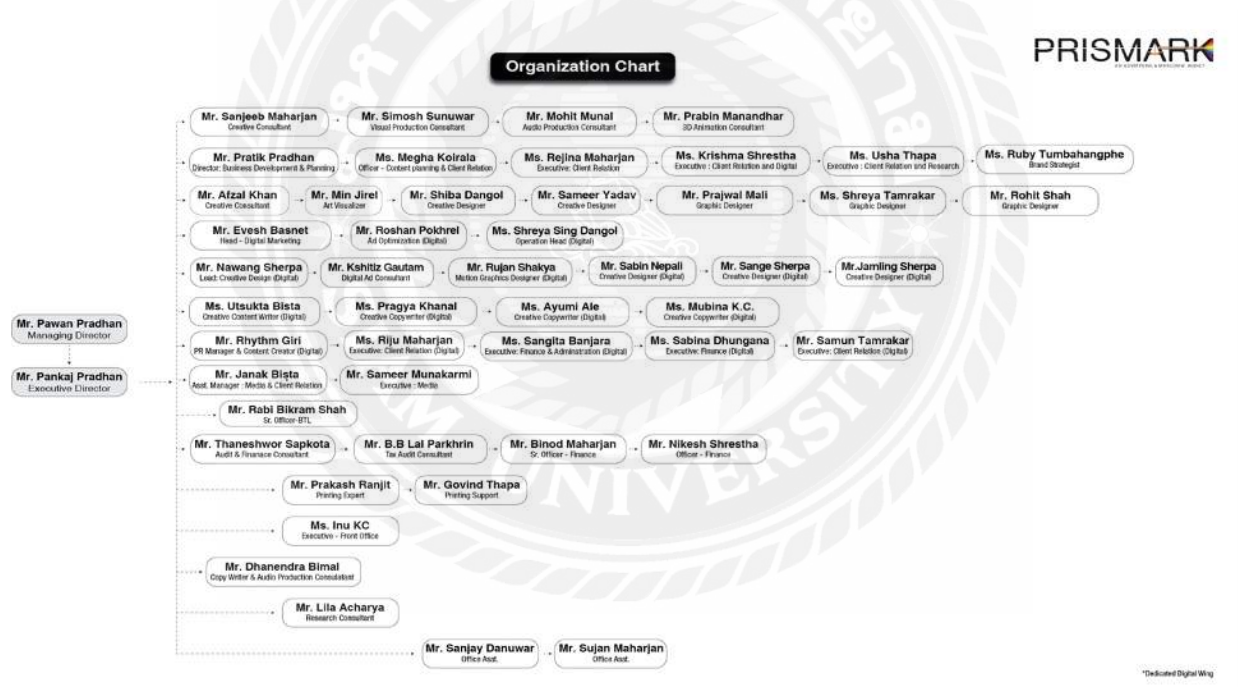 PRISMARK
Organization Chart
Mr. Sanjeeb Maharjan
Creative Consultant
Mr. Simosh Sunuwar
Visual Production Consultant
Mr. Mohit Munal
Audio Production Consultant
Mr. Prabin Manandhar
3D Animation Consultant
Mr. Pratik Pradhan
Director: Business Development & Planning
Ms. Megha Koirala
Officer - Content planning & Client Relation
Ms. Rejina Maharjan
Executive: Client Relation
Ms. Krishma Shrestha
Executive : Client Relation and Digital
Ms. Usha Thapa
Executive : Client Relation and Research
Ms. Ruby Tumbahangphe
Brand Strategist
Mr. Afzal Khan
Creative Consultant
Mr. Min Jirel
Art Visualizer
Mr. Shiba Dangol
Creative Designer
Mr. Sameer Yadav
Creative Designer
Mr. Prajwal Mali
Graphic Designer
Ms. Shreya Tamrakar
Graphic Designer
Mr. Rohit Shah
Graphic Designer
Mr. Evesh Basnet
Head - Digital Marketing
Mr. Roshan Pokhrel
Ad Optimization (Digital)
Ms. Shreya Sing Dangol
Operation Head (Digital)
Mr. Nawang Sherpa
Lead: Creative Design (Digital)
Mr. Kshitiz Gautam
Digital Ad Consultant
Mr. Rujan Shakya
Motion Graphics Designer (Digital)
Mr. Sabin Nepali
Creative Designer (Digital)
Mr. Sange Sherpa
Creative Designer (Digital)
Mr.Jamling Sherpa
Creative Designer (Digital)
Ms. Utsukta Bista
Creative Content Writer (Digital)
Ms. Pragya Khanal
Creative Copywriter (Digital)
Ms. Ayumi Ale
Creative Copywriter (Digital)
Ms. Mubina K.C.
Creative Copywriter (Digital)
Mr. Pawan Pradhan
Managing Director
Mr. Rhythm Giri
PR Manager & Content Creator (Digital)
Ms. Riju Maharjan
Executive: Client Relation (Digital)
Ms. Sangita Banjara
Executive: Finance & Adminstration (Digital)
Ms. Sabina Dhungana
Executive: Finance (Digital)
Mr. Samun Tamrakar
Executive: Client Relation (Digital)
Mr. Pankaj Pradhan
Executive Director
Mr. Janak Bista
Asst. Manager : Media & Client Relation
Mr. Sameer Munakarmi
Executive : Media
Mr. Rabi Bikram Shah
Sr. Officer-BTL
Mr. Thaneshwor Sapkota
Audit & Finanace Consultant
Mr. B.B Lal Parkhrin
Tax Audit Consultant
Mr. Binod Maharjan
Sr. Officer - Finance
Mr. Nikesh Shrestha
Officer - Finance
Mr. Prakash Ranjit
Printing Expert
Mr. Govind Thapa
Printing Support
Ms. Inu KC
Executive - Front Office
Mr. Dhanendra Bimal
Copy Writer & Audio Production Consulatant
Mr. Lila Acharya
Research Consultant
Mr. Sanjay Danuwar
Office Asst.
Mr. Sujan Maharjan
Office Asst.
*Dedicated Digital Wing
UNIVERSITY